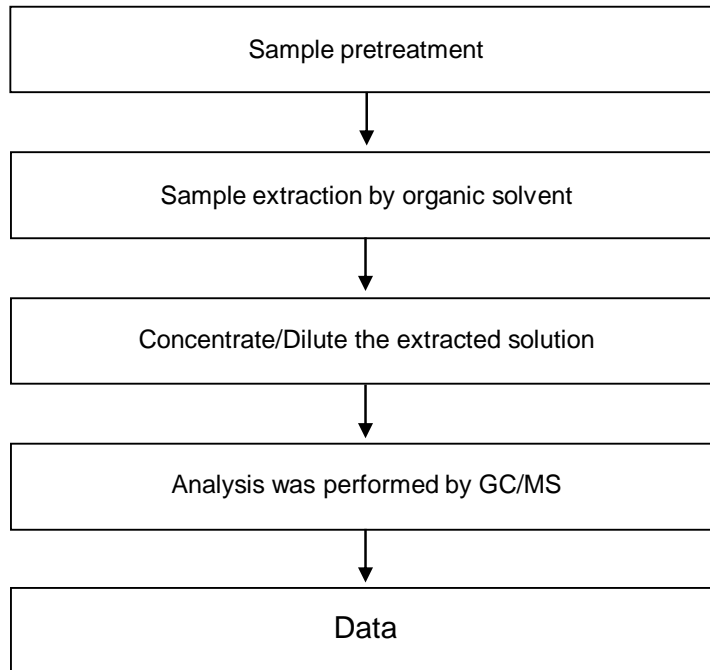 Sample pretreatment
Sample extraction by organic solvent
Concentrate/Dilute the extracted solution
Analysis was performed by GC/MS
Data